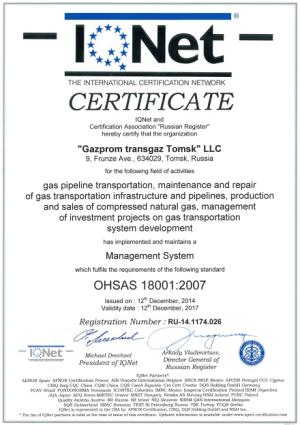 IQNet
®
THE INTERNATIONAL CERTIFICATION NETWORK
CERTIFICATE
IQNet and
Certification Association "Russian Register"
hereby certify that the organization
"Gazprom transgaz Tomsk" LLC
9, Frunze Ave., 634029, Tomsk, Russia
for the following field of activities
gas pipeline transportation, maintenance and repair
of gas transportation infrastructure and pipelines, production
and sales of compressed natural gas, management
of investment projects on gas transportation
system development
has implemented and maintains a
Management System
which fulfils the requirements of the following standard
OHSAS 18001:2007
Issued on : 12th December, 2014
Validity date : 12th December, 2017
Registration Number : RU-14.1174.026
IQNet
Michael Drechsel
President of IQNet
Arkady Vladimirtsev,
Director General of
Russian Register
IQNet Partners*: